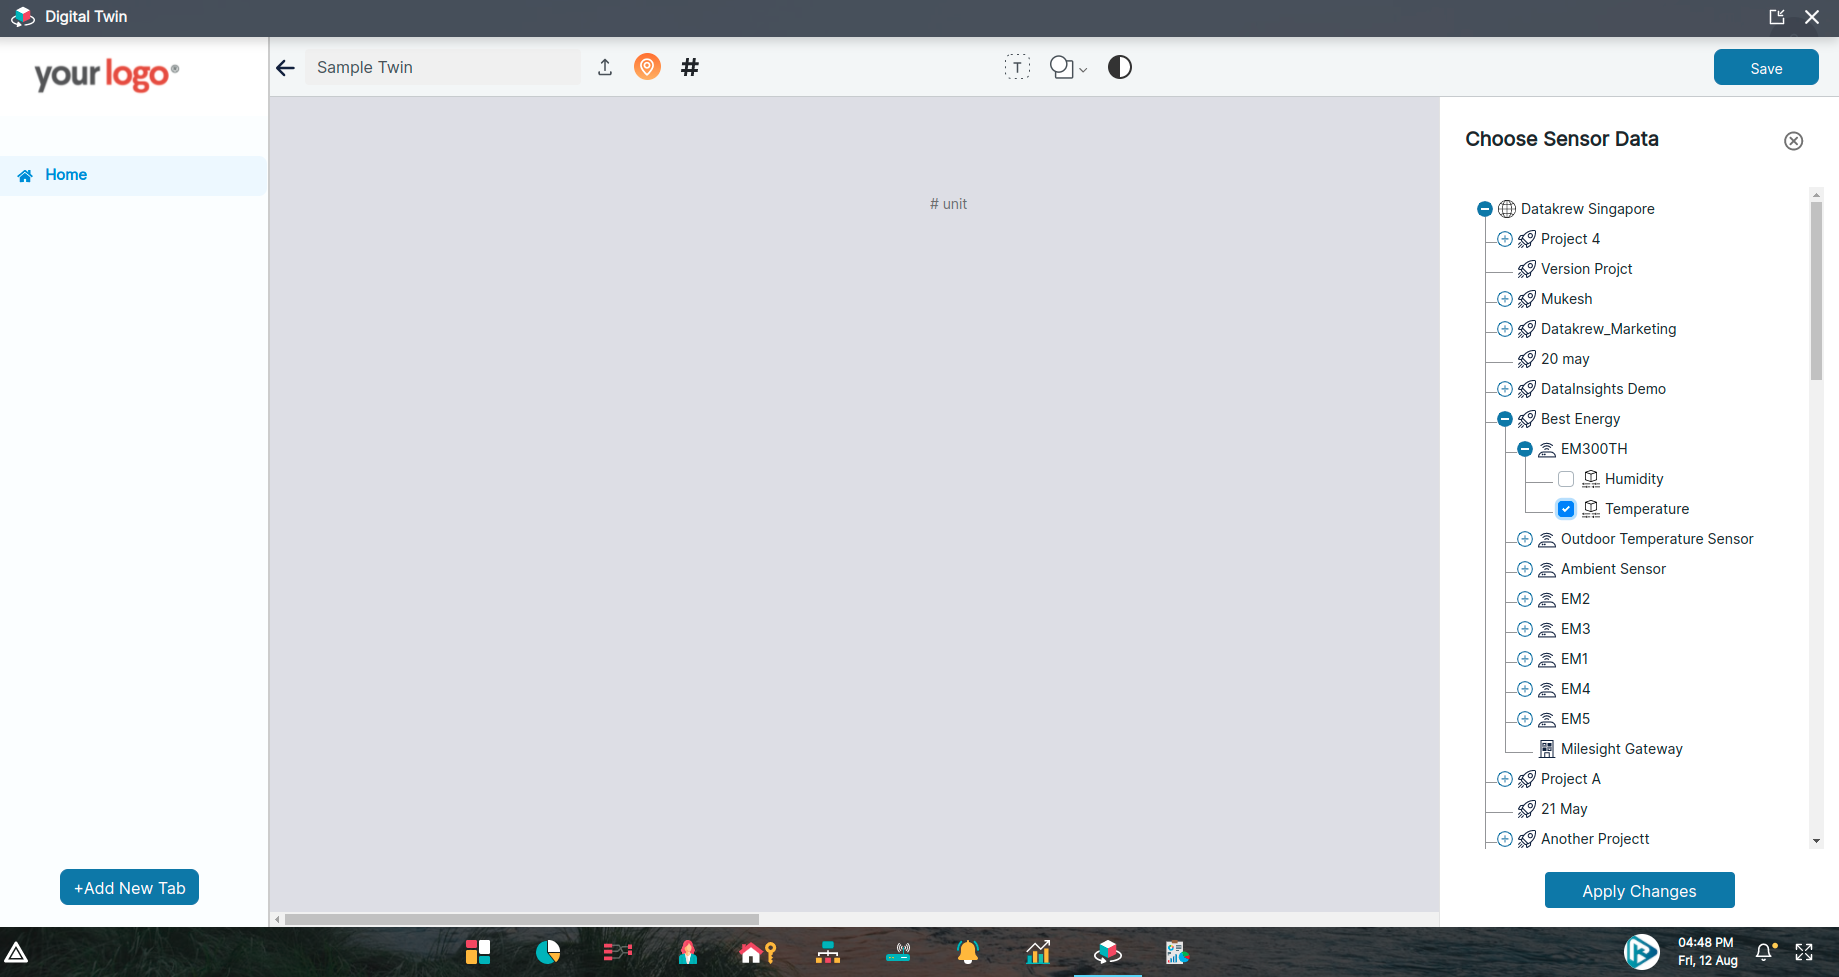 Digital Twin
yourlogo®
Sample Twin
#
T
Save
Home
# unit
Choose Sensor Data
Datakrew Singapore
Project 4
Version Projct
Mukesh
Datakrew_Marketing
20 may
DataInsights Demo
Best Energy
EM300TH
Humidity
Temperature
Outdoor Temperature Sensor
Ambient Sensor
EM2
EM3
EM1
EM4
EM5
Milesight Gateway
Project A
21 May
Another Projectt
+Add New Tab
Apply Changes
04:48 PM
Fri, 12 Aug